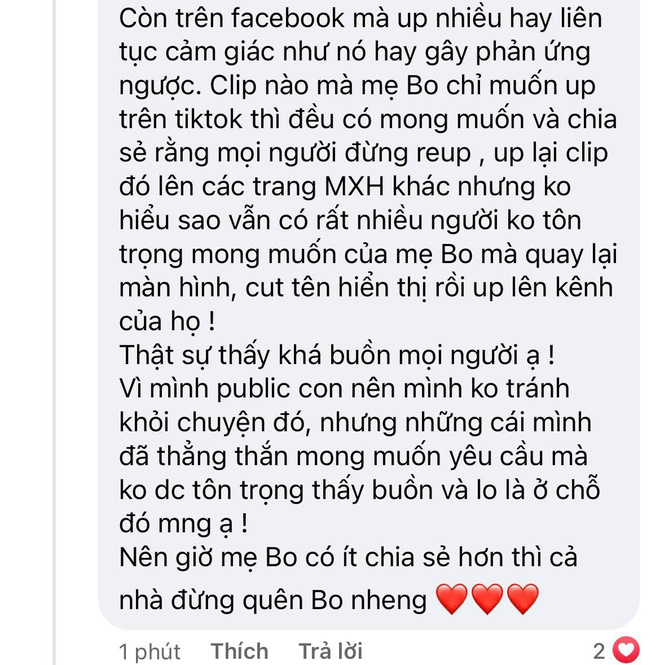 Còn trên facebook mà up nhiều hay liên
tục cảm giác như nó hay gây phản ứng
ngược. Clip nào mà mẹ Bo chỉ muốn up
trên tiktok thì đều có mong muốn và chia
sẻ rằng mọi người đừng reup , up lại clip
đó lên các trang MXH khác nhưng ko
hiểu sao vẫn có rất nhiều người ko tôn
trọng mong muốn của mẹ Bo mà quay lại
màn hình, cut tên hiển thị rồi up lên kênh
của họ !
Thật sự thấy khá buồn mọi người ạ !
Vì mình public con nên mình ko tránh
khỏi chuyện đó, nhưng những cái mình
đã thẳng thắn mong muốn yêu cầu mà
ko dc tôn trọng thấy buồn và lo là ở chỗ
đó mng ạ !
Nên giờ mẹ Bo có ít chia sẻ hơn thì cả
nhà đừng quên Bo nheng ❤️❤️❤️
1 phút Thích Trả lời 2